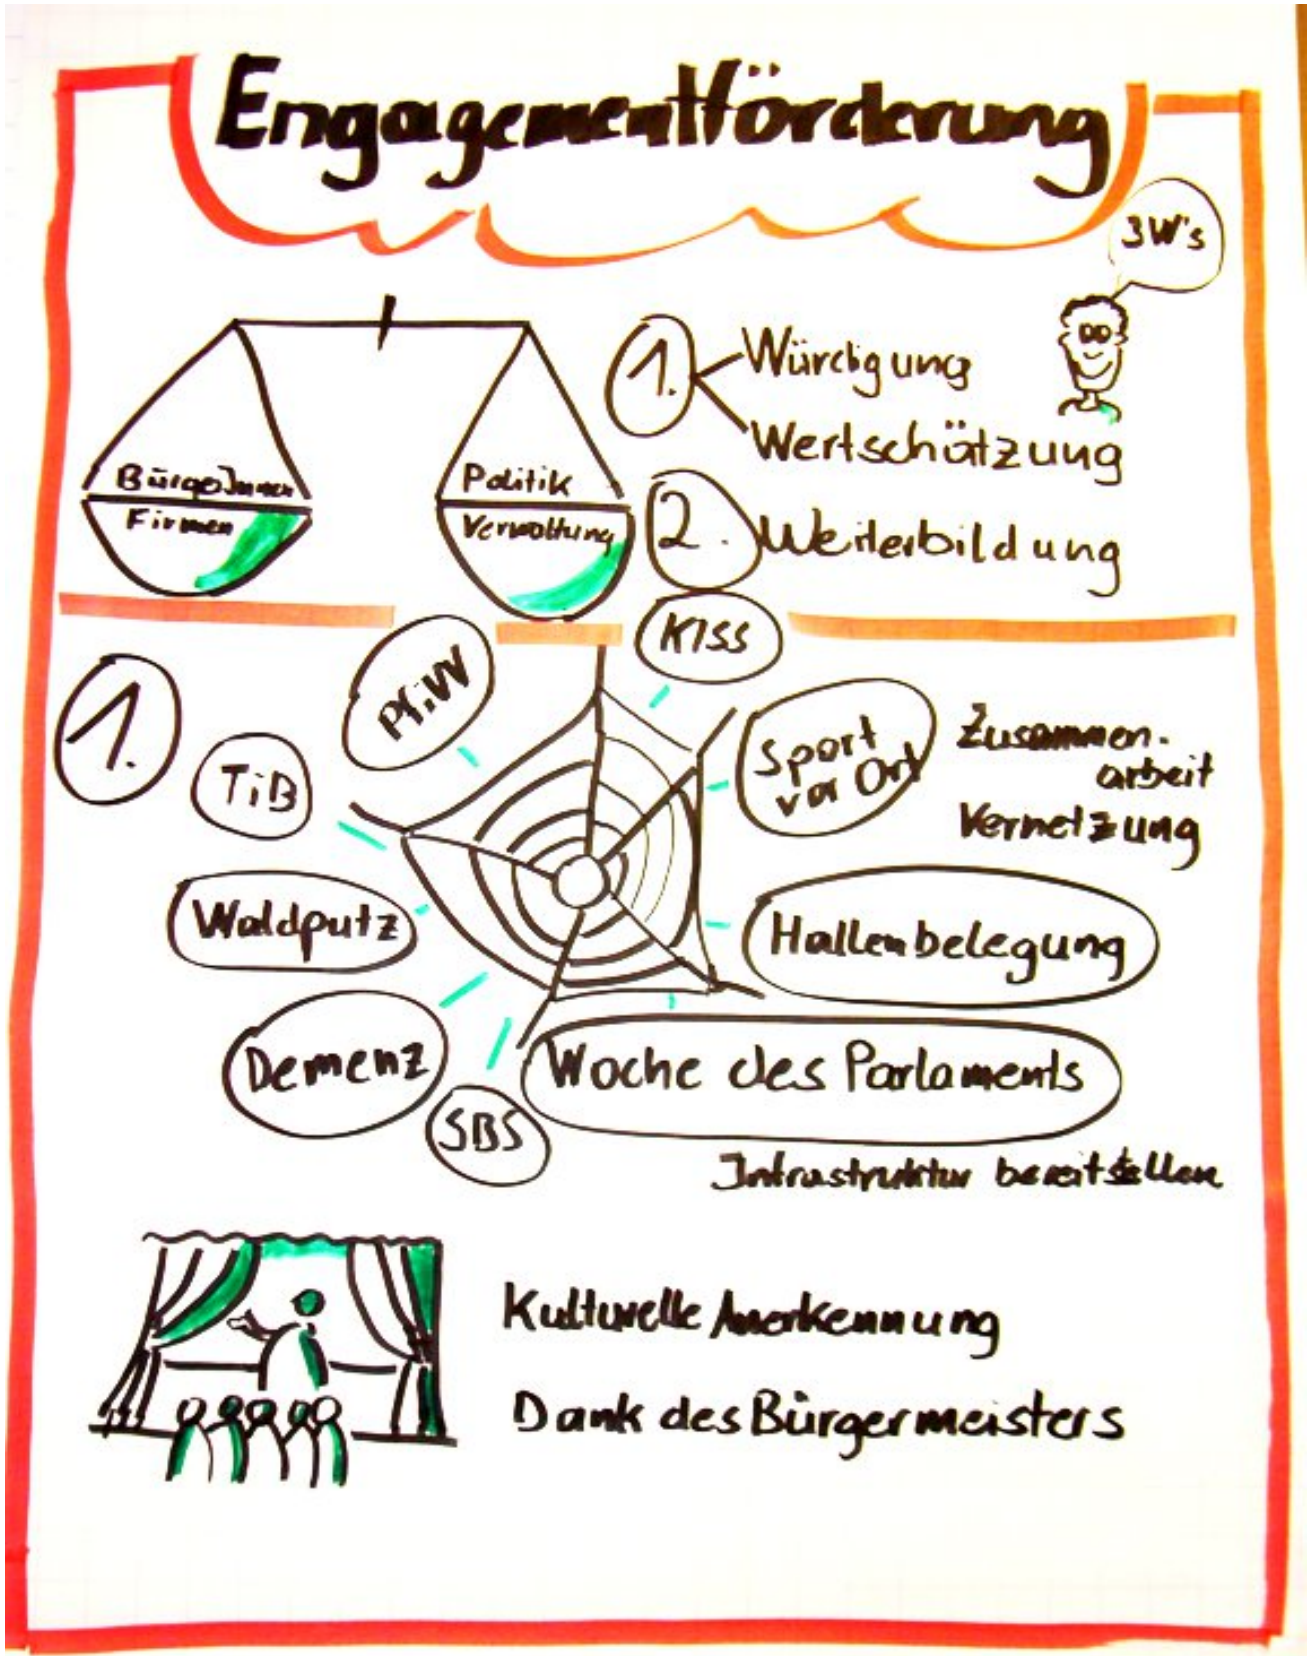 Engagementförderung
3W's
1.
Würdigung
Wertschätzung
BürgerInnen
Firmen
Politik
Verwaltung
2. Weiterbildung
1.
KISS
PfiW
TiB
Sport
vor Ort
Zusammen-
arbeit
Vernetzung
Waldputz
Hallenbelegung
Demenz
SBS
Woche des Parlaments
Infrastruktur bereitstellen
Kulturelle Anerkennung
Dank des Bürgermeisters